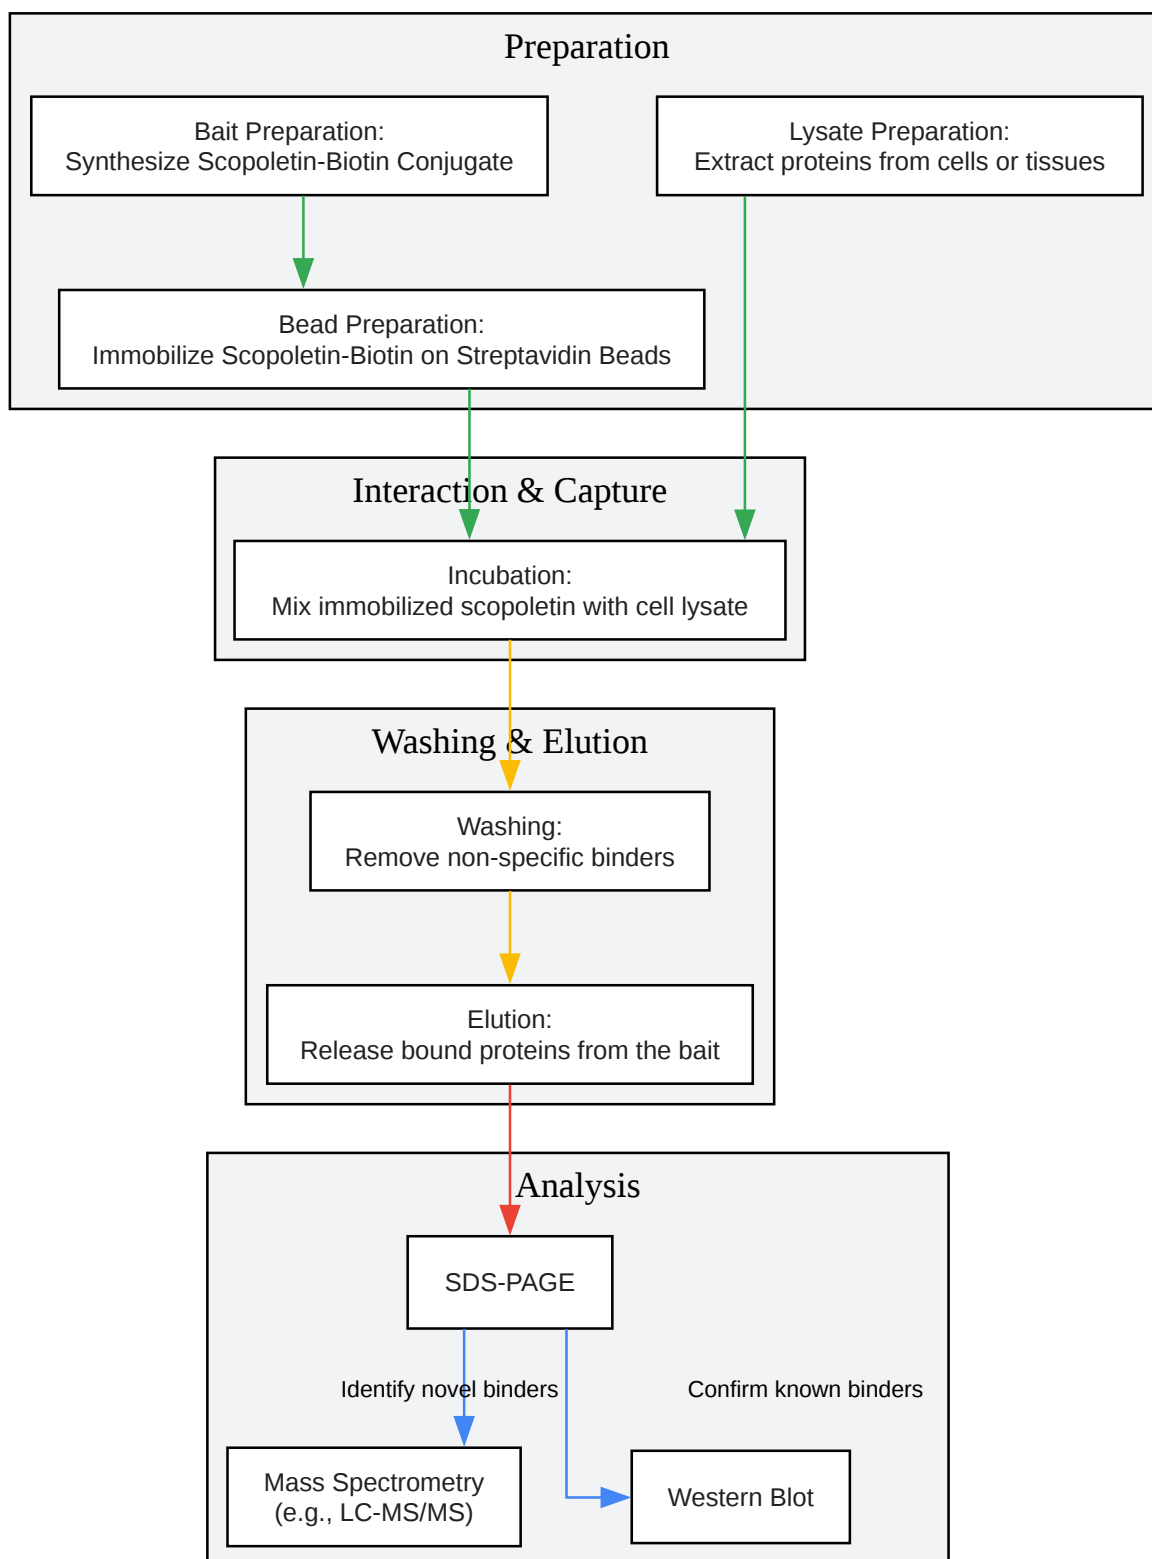 Preparation
Bait Preparation:
Synthesize Scopoletin-Biotin Conjugate
Lysate Preparation:
Extract proteins from cells or tissues
Bead Preparation:
Immobilize Scopoletin-Biotin on Streptavidin Beads
Interaction & Capture
Incubation:
Mix immobilized scopoletin with cell lysate
Washing & Elution
Washing:
Remove non-specific binders
Elution:
Release bound proteins from the bait
Analysis
SDS-PAGE
Identify novel binders
Confirm known binders
Mass Spectrometry
(e.g., LC-MS/MS)
Western Blot